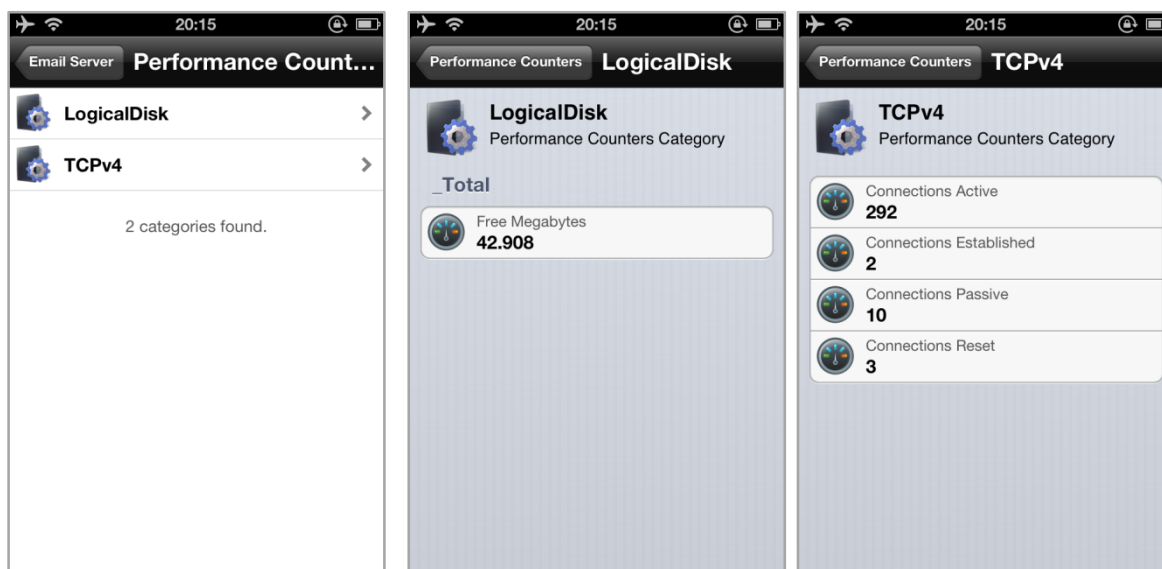 20:15
Email Server
Performance Count...
LogicalDisk
TCPv4
2 categories found.
20:15
Performance Counters
LogicalDisk
LogicalDisk
Performance Counters Category
_Total
Free Megabytes
42.908
20:15
Performance Counters
TCPv4
TCPv4
Performance Counters Category
Connections Active
292
Connections Established
2
Connections Passive
10
Connections Reset
3